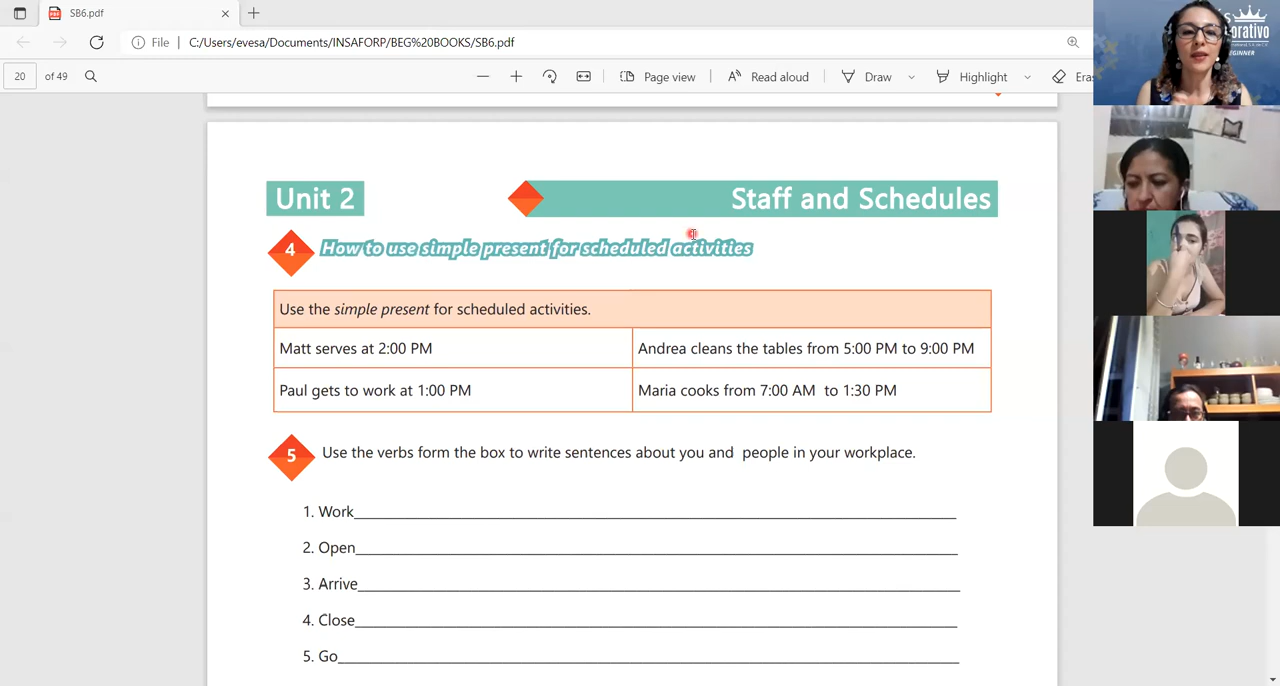 SB6.pdf
File C:/Users/evesa/Documents/INSAFORP/BEG%20BOOKS/SB6.pdf
20 of 49 Page view Read aloud Draw Highlight Eras
orativo
GINNER
Unit 2 Staff and Schedules
4 How to use simple present for scheduled activities
Use the simple present for scheduled activities.
Matt serves at 2:00 PM Andrea cleans the tables from 5:00 PM to 9:00 PM
Paul gets to work at 1:00 PM Maria cooks from 7:00 AM to 1:30 PM
5 Use the verbs form the box to write sentences about you and people in your workplace.
1. Work
2. Open
3. Arrive
4. Close
5. Go